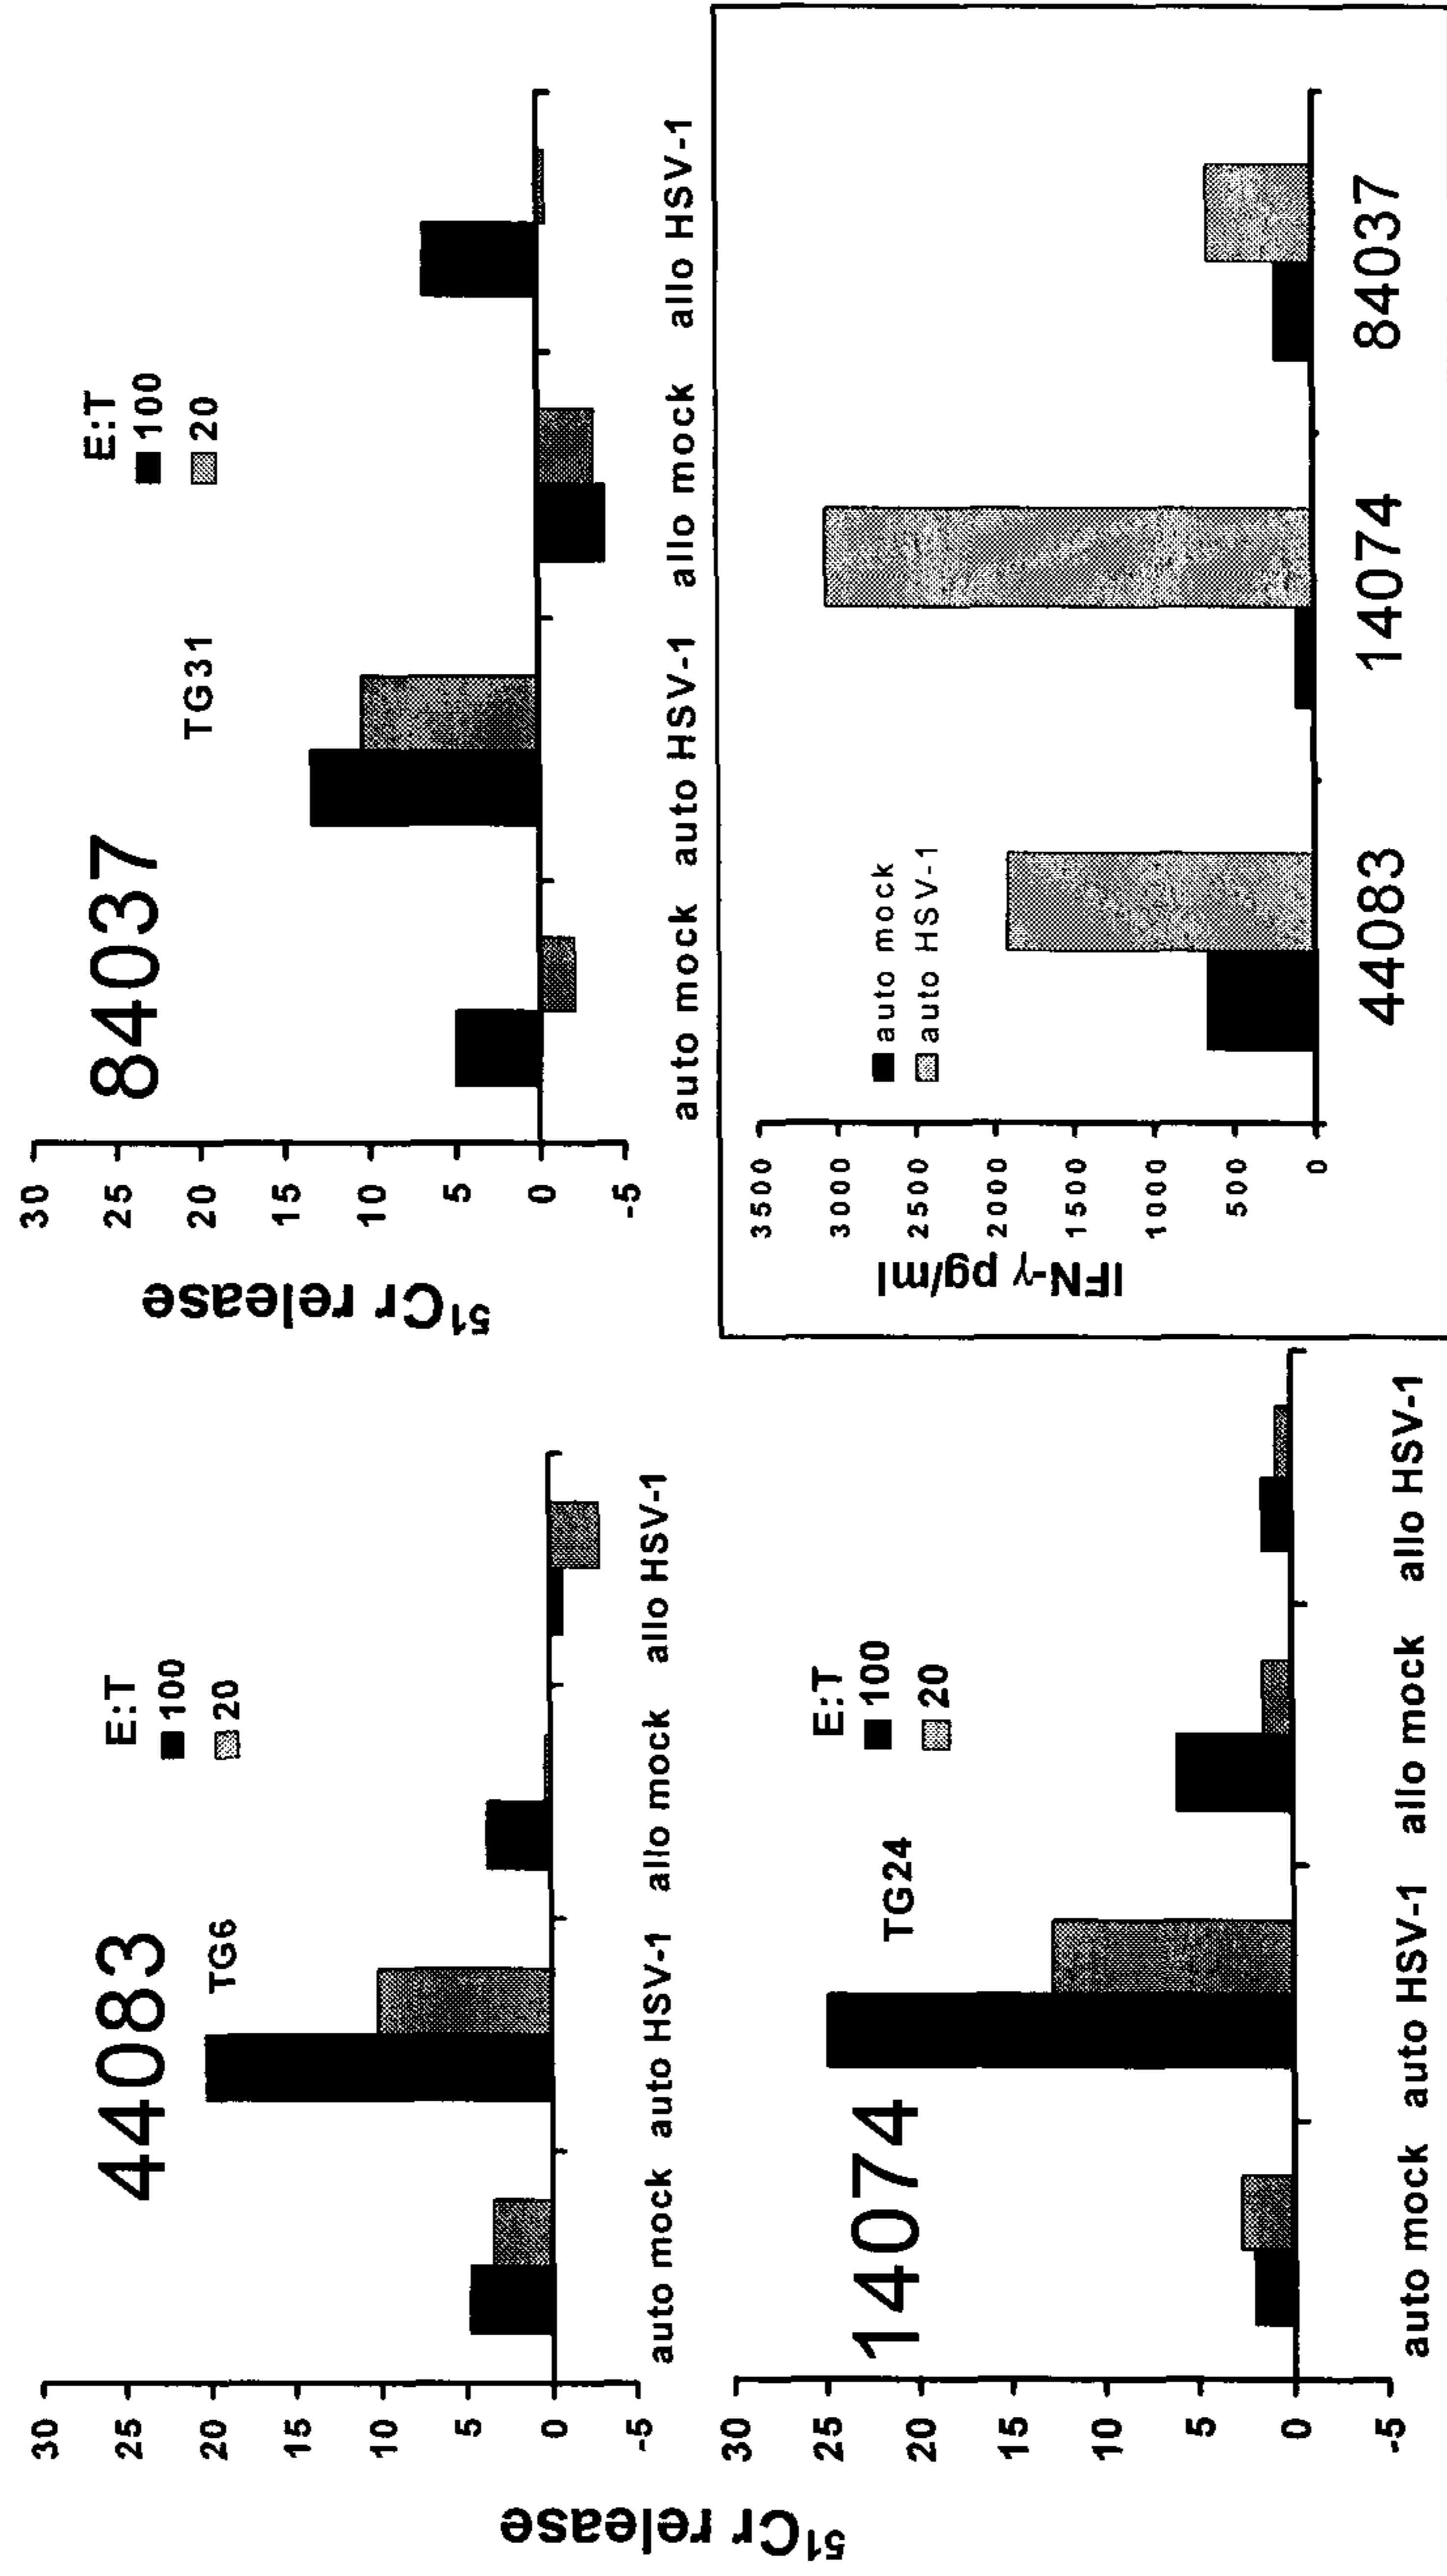 44083
TG6
E:T
100
20
30
25
20
15
10
5
0
-5
51Cr release
auto mock auto HSV-1 allo mock allo HSV-1
84037
TG31
E:T
100
20
30
25
20
15
10
5
0
-5
51Cr release
auto mock auto HSV-1 allo mock allo HSV-1
14074
TG24
E:T
100
20
30
25
20
15
10
5
0
-5
51Cr release
auto mock auto HSV-1 allo mock allo HSV-1
auto mock
auto HSV-1
3500
3000
2500
2000
1500
1000
500
0
IFN-γ pg/ml
44083 14074 84037